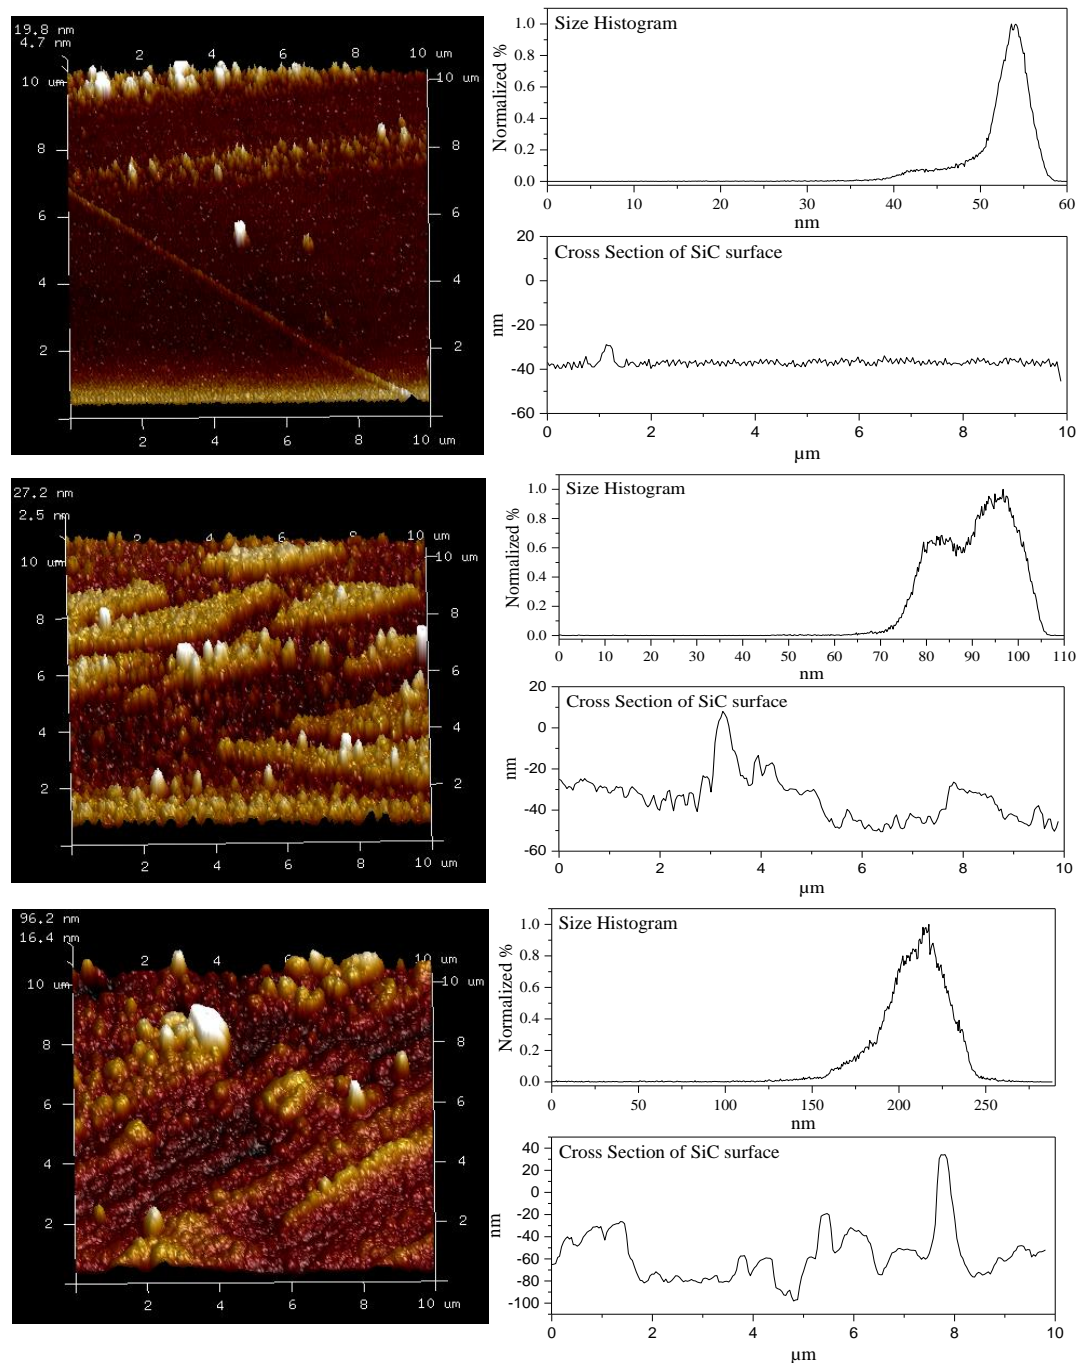 19.8 nm
4.7 nm
2 4 6 8 10 um
10 um
8
6
4
2
10 um
8
6
4
2
2 4 6 8 10 um
Size Histogram
Normalized %
1.0
0.8
0.6
0.4
0.2
0.0
0 10 20 30 40 50 60
nm
Cross Section of SiC surface
nm
20
0
-20
-40
-60
0 2 4 6 8 10
µm
27.2 nm
2.5 nm
2 6 8 10 um
10 um
8
6
4
2
10 um
8
6
4
2
2 4 6 8 10 um
Size Histogram
Normalized %
1.0
0.8
0.6
0.4
0.2
0.0
0 10 20 30 40 50 60 70 80 90 100 110
nm
Cross Section of SiC surface
nm
20
0
-20
-40
-60
0 2 4 6 8 10
µm
96.2 nm
16.4 nm
2 4 10 um
10 um
8
6
4
2
10 um
8
6
4
2
2 4 6 8 10 um
Size Histogram
Normalized %
1.0
0.8
0.6
0.4
0.2
0.0
0 50 100 150 200 250
nm
Cross Section of SiC surface
nm
40
20
0
-20
-40
-60
-80
-100
0 2 4 6 8 10
µm